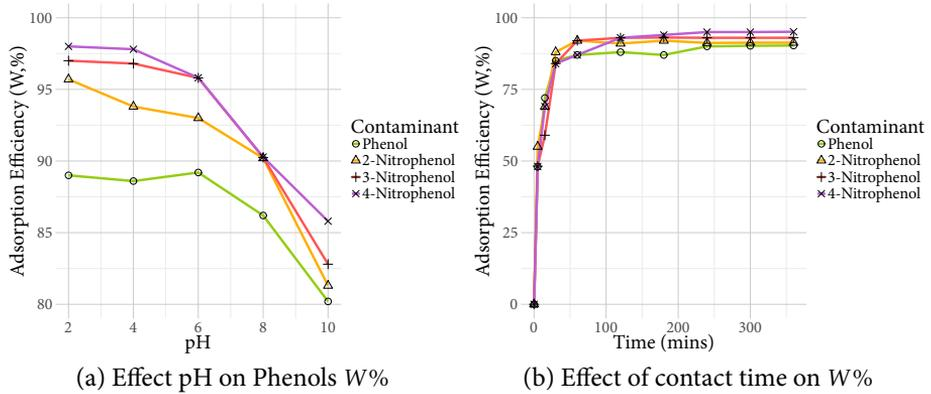 Adsorption Efficiency (W,%)
100
95
90
85
80
2 4 6 8 10
pH
Contaminant
Phenol
2-Nitrophenol
3-Nitrophenol
4-Nitrophenol
(a) Effect pH on Phenols W%
Adsorption Efficiency (W,%)
100
75
50
25
0
0 100 200 300
Time (mins)
Contaminant
Phenol
2-Nitrophenol
3-Nitrophenol
4-Nitrophenol
(b) Effect of contact time on W%